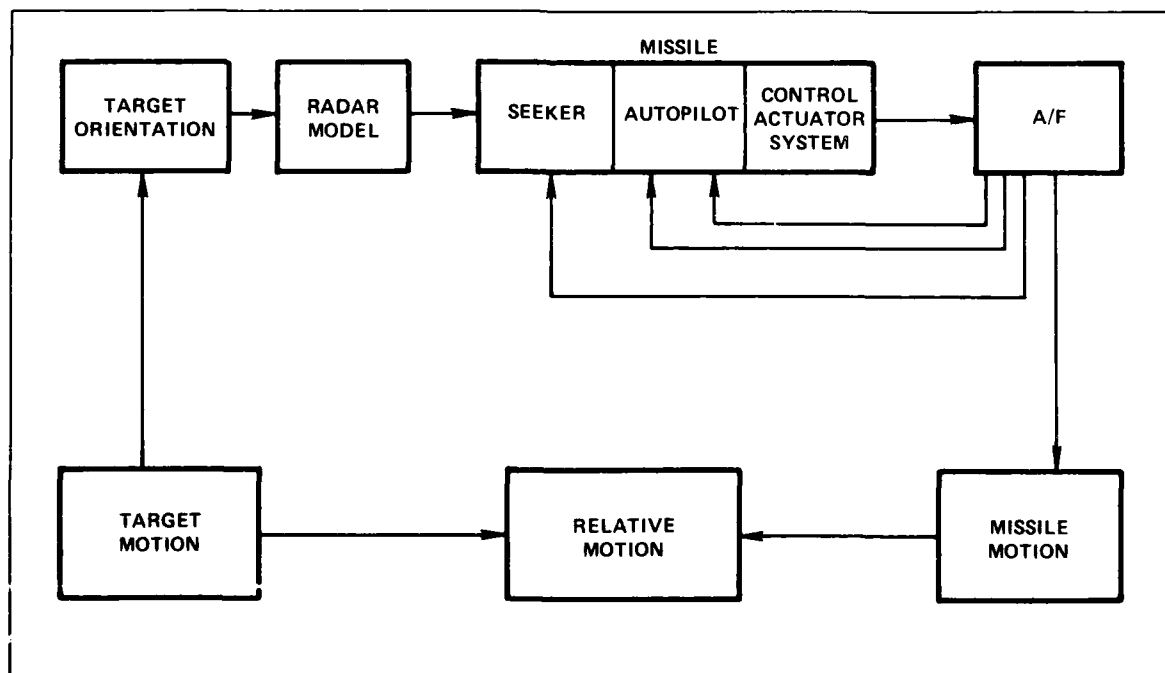 MISSILE
TARGET
ORIENTATION
RADAR
MODEL
SEEKER
AUTOPILOT
CONTROL
ACTUATOR
SYSTEM
A/F
TARGET
MOTION
RELATIVE
MOTION
MISSILE
MOTION